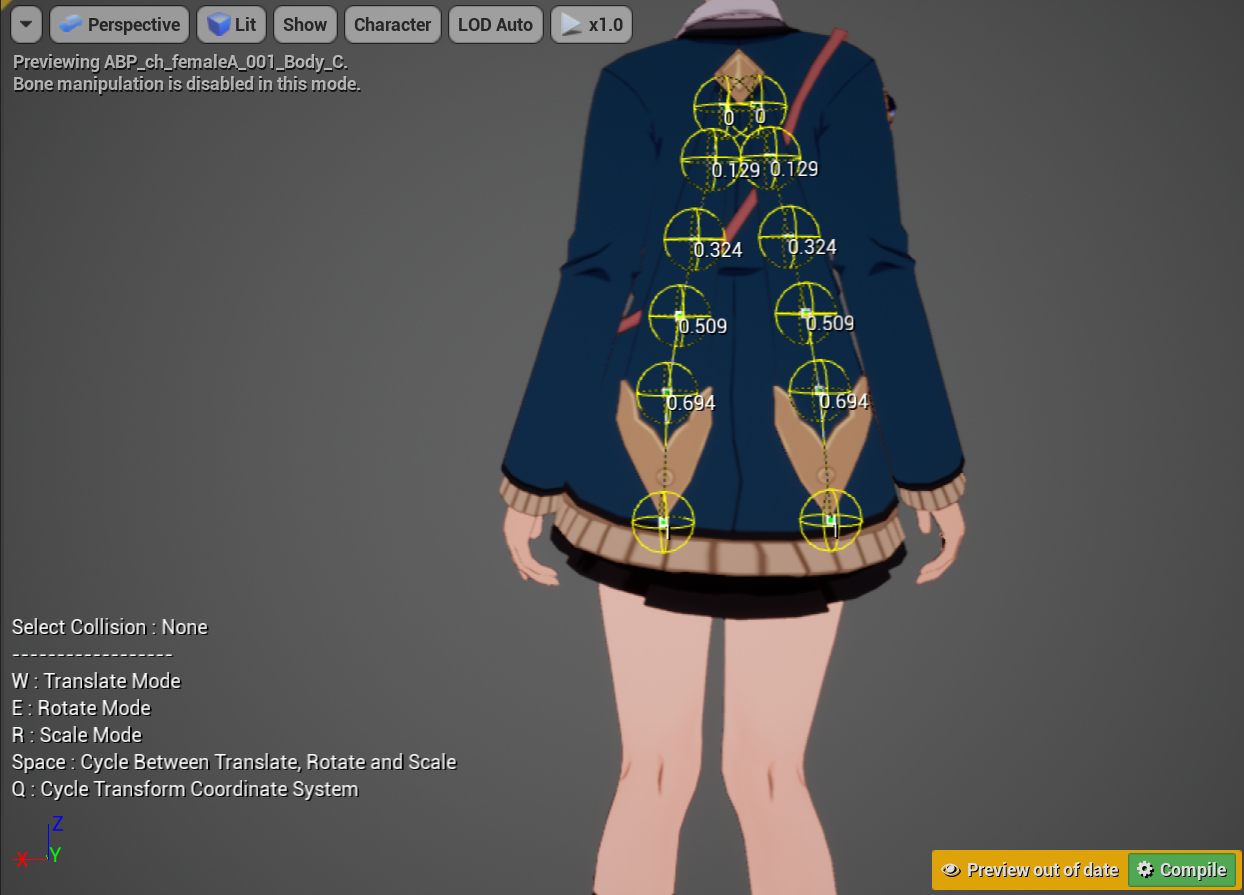 Perspective Lit Show Character LOD Auto x1.0
Previewing ABP_ch_femaleA_001_Body_C.
Bone manipulation is disabled in this mode.
0 0
0.129 0.129
0.324 0.324
0.509 0.509
0.694 0.694
1 1
Select Collision : None
------------------
W : Translate Mode
E : Rotate Mode
R : Scale Mode
Space : Cycle Between Translate, Rotate and Scale
Q : Cycle Transform Coordinate System
Z
X Y
Preview out of date Compile